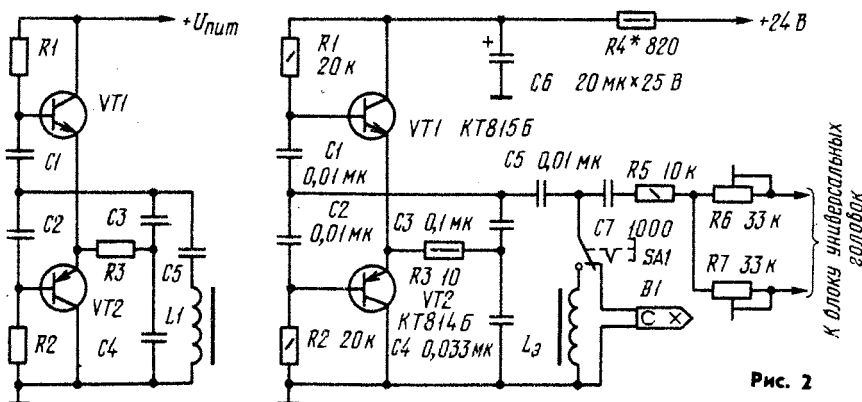 +Uпит
R1
VT1
C1
C2
C3
R3
C5
VT2
L1
R2
C4
+24 В
R1
20 к
R4* 820
+
C6
20 мк×25 В
VT1 КТ815Б
C1
0,01 мк
C5 0,01 мк
R5 10 к
C2
0,01 мк
C3
0,1 мк
C7 1000
R6 33 к
SA1
R3 10
R7 33 к
VT2
КТ814Б
B1
R2 20 к
C4 0,033 мк
Lэ
К блоку универсальных
головок
Рис. 2